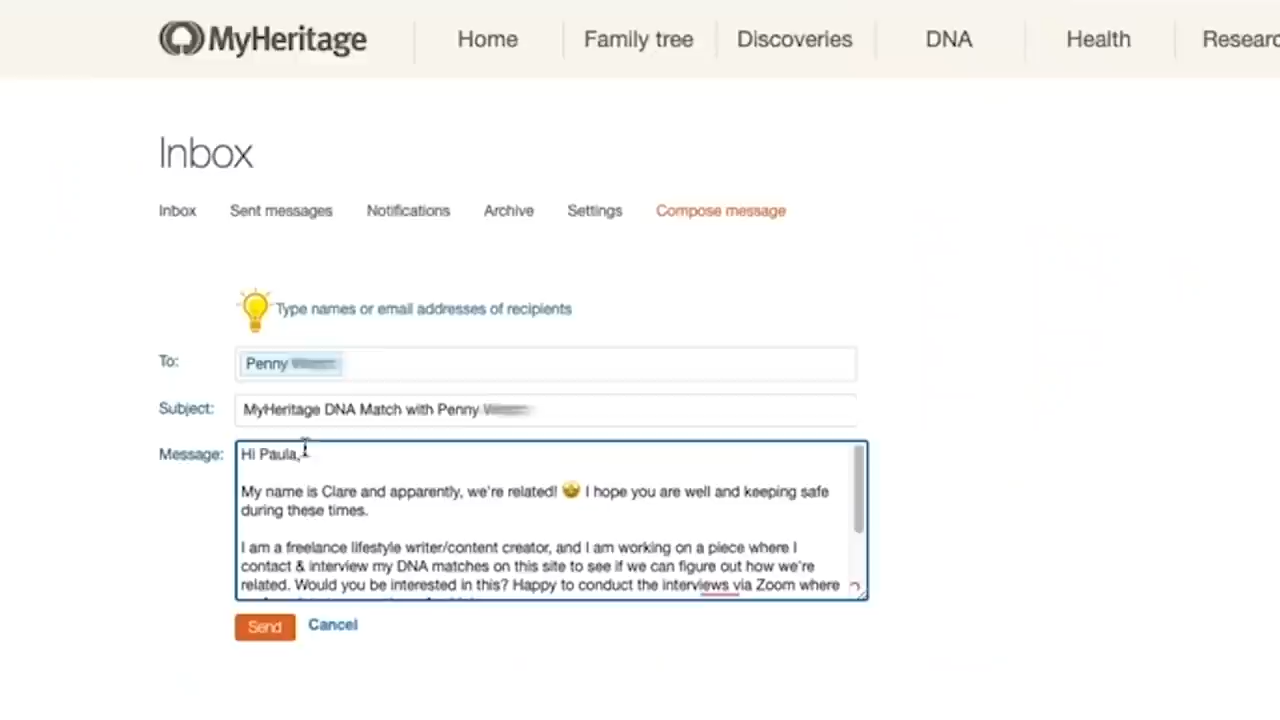 MyHeritage
Home Family tree Discoveries DNA Health Researc
Inbox
Inbox Sent messages Notifications Archive Settings Compose message
Type names or email addresses of recipients
To: Penny
Subject: MyHeritage DNA Match with Penny
Message: Hi Paula,
My name is Clare and apparently, we're related! 🤩 I hope you are well and keeping safe
during these times.
I am a freelance lifestyle writer/content creator, and I am working on a piece where I
contact & interview my DNA matches on this site to see if we can figure out how we're
related. Would you be interested in this? Happy to conduct the interviews via Zoom where
Send Cancel